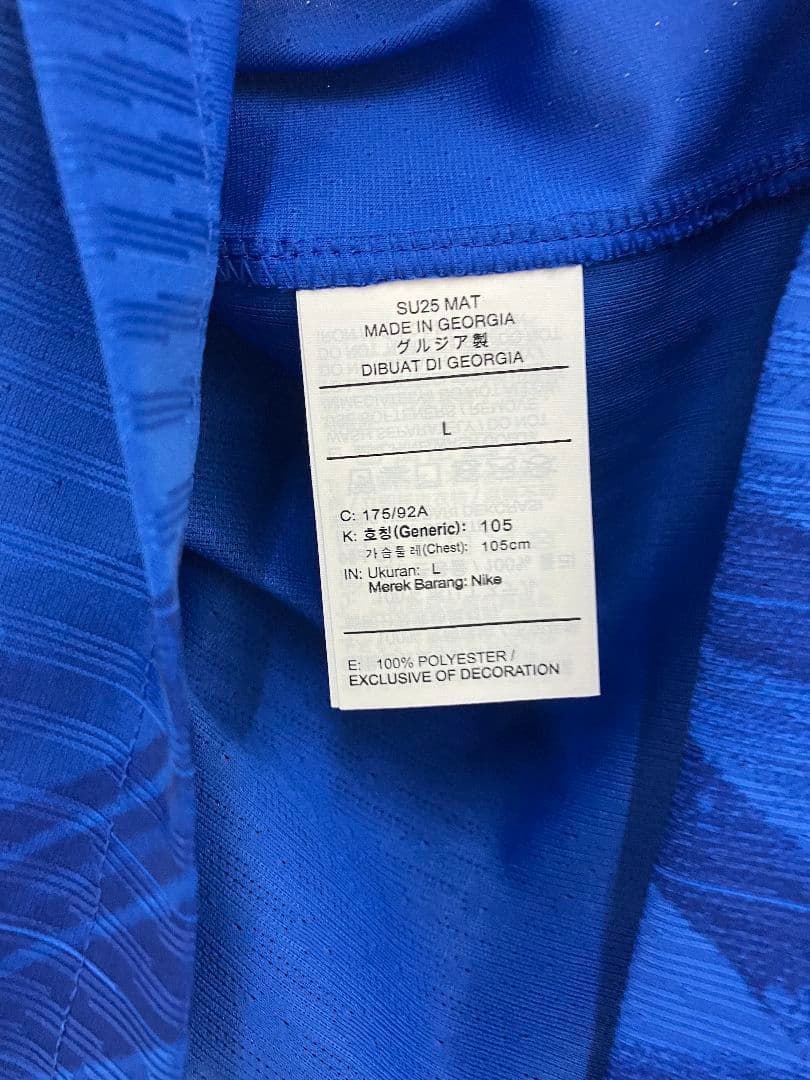 SU25 MAT
MADE IN GEORGIA
グルジア製
DIBUAT DI GEORGIA
L
C: 175/92A
K: 호칭(Generic): 105
가슴둘레(Chest): 105cm
IN: Ukuran: L
Merek Barang: Nike
E: 100% POLYESTER /
EXCLUSIVE OF DECORATION